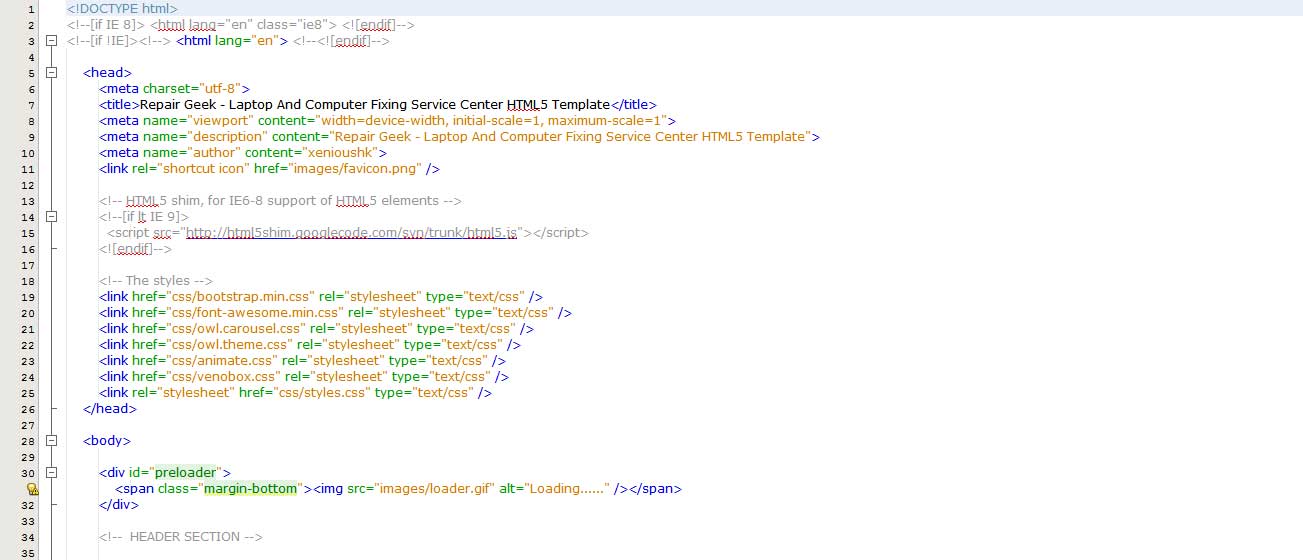 1 <!DOCTYPE html>
2 <!--[if IE 8]> <html lang="en" class="ie8"> <![endif]-->
3 <!--[if !IE]><!--> <html lang="en"> <!--<![endif]-->
4
5 <head>
6 <meta charset="utf-8">
7 <title>Repair Geek - Laptop And Computer Fixing Service Center HTML5 Template</title>
8 <meta name="viewport" content="width=device-width, initial-scale=1, maximum-scale=1">
9 <meta name="description" content="Repair Geek - Laptop And Computer Fixing Service Center HTML5 Template">
10 <meta name="author" content="xenioushk">
11 <link rel="shortcut icon" href="images/favicon.png" />
12
13 <!-- HTML5 shim, for IE6-8 support of HTML5 elements -->
14 <!--[if lt IE 9]>
15 <script src="http://html5shim.googlecode.com/svn/trunk/html5.js"></script>
16 <![endif]-->
17
18 <!-- The styles -->
19 <link href="css/bootstrap.min.css" rel="stylesheet" type="text/css" />
20 <link href="css/font-awesome.min.css" rel="stylesheet" type="text/css" />
21 <link href="css/owl.carousel.css" rel="stylesheet" type="text/css" />
22 <link href="css/owl.theme.css" rel="stylesheet" type="text/css" />
23 <link href="css/animate.css" rel="stylesheet" type="text/css" />
24 <link href="css/venobox.css" rel="stylesheet" type="text/css" />
25 <link rel="stylesheet" href="css/styles.css" type="text/css" />
26 </head>
27
28 <body>
29
30 <div id="preloader">
<span class="margin-bottom"><img src="images/loader.gif" alt="Loading......" /></span>
32 </div>
33
34 <!--  HEADER SECTION -->
35